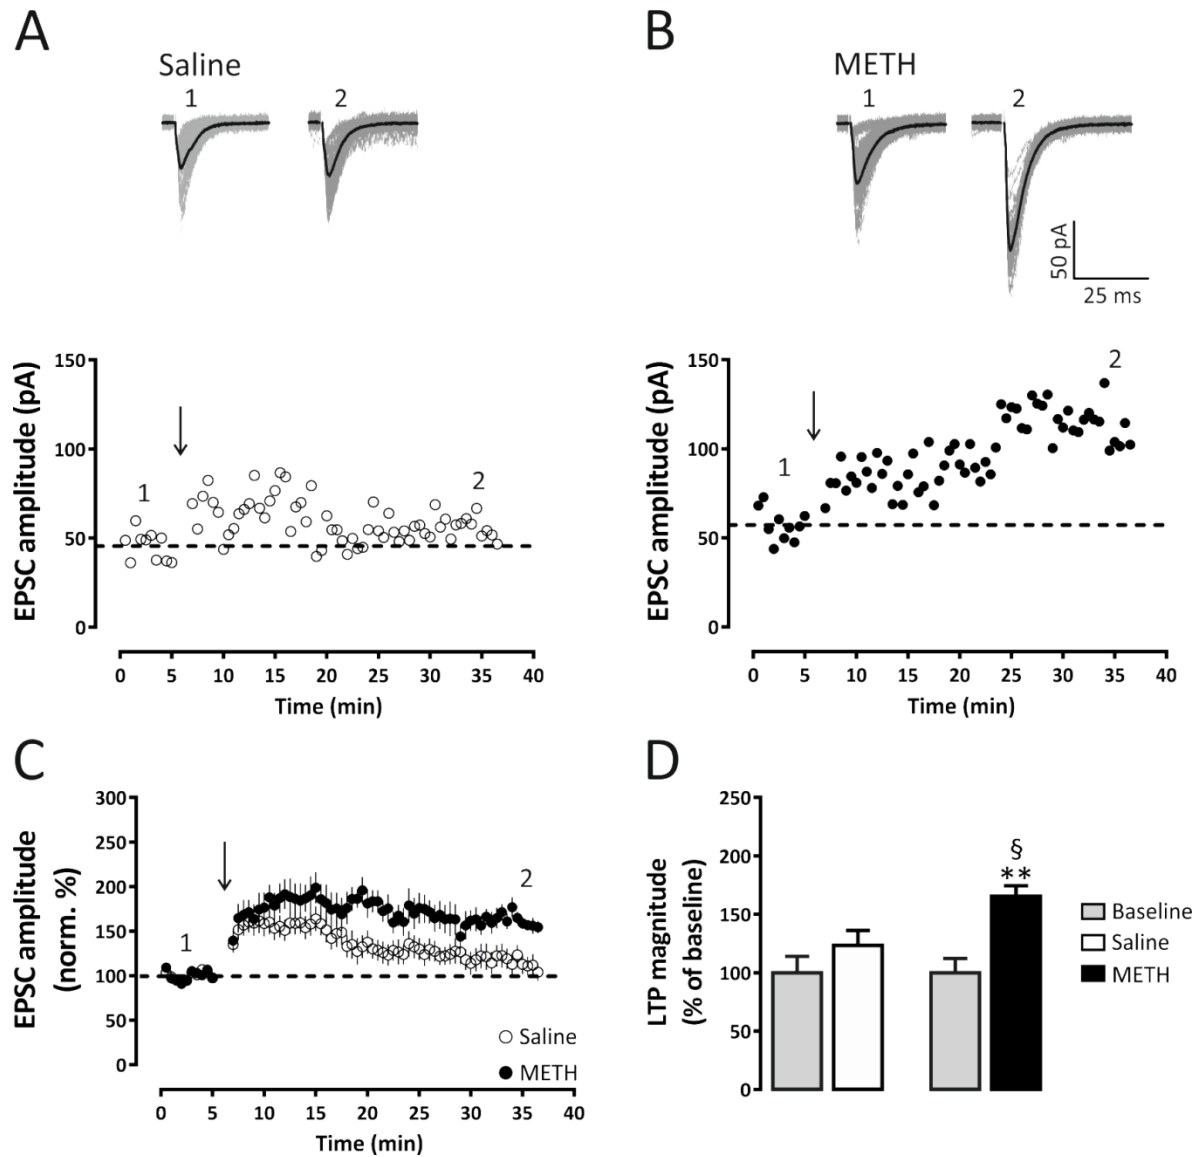 A
B
Saline
METH
1
2
1
2
50 pA
25 ms
EPSC amplitude (pA)
150
100
50
0
1
2
0 5 10 15 20 25 30 35 40
Time (min)
EPSC amplitude (pA)
150
100
50
0
1
2
0 5 10 15 20 25 30 35 40
Time (min)
C
EPSC amplitude
(norm. %)
300
250
200
150
100
50
0
1
2
Saline
METH
0 5 10 15 20 25 30 35 40
Time (min)
D
LTP magnitude
(% of baseline)
250
200
150
100
50
0
§
**
Baseline
Saline
METH